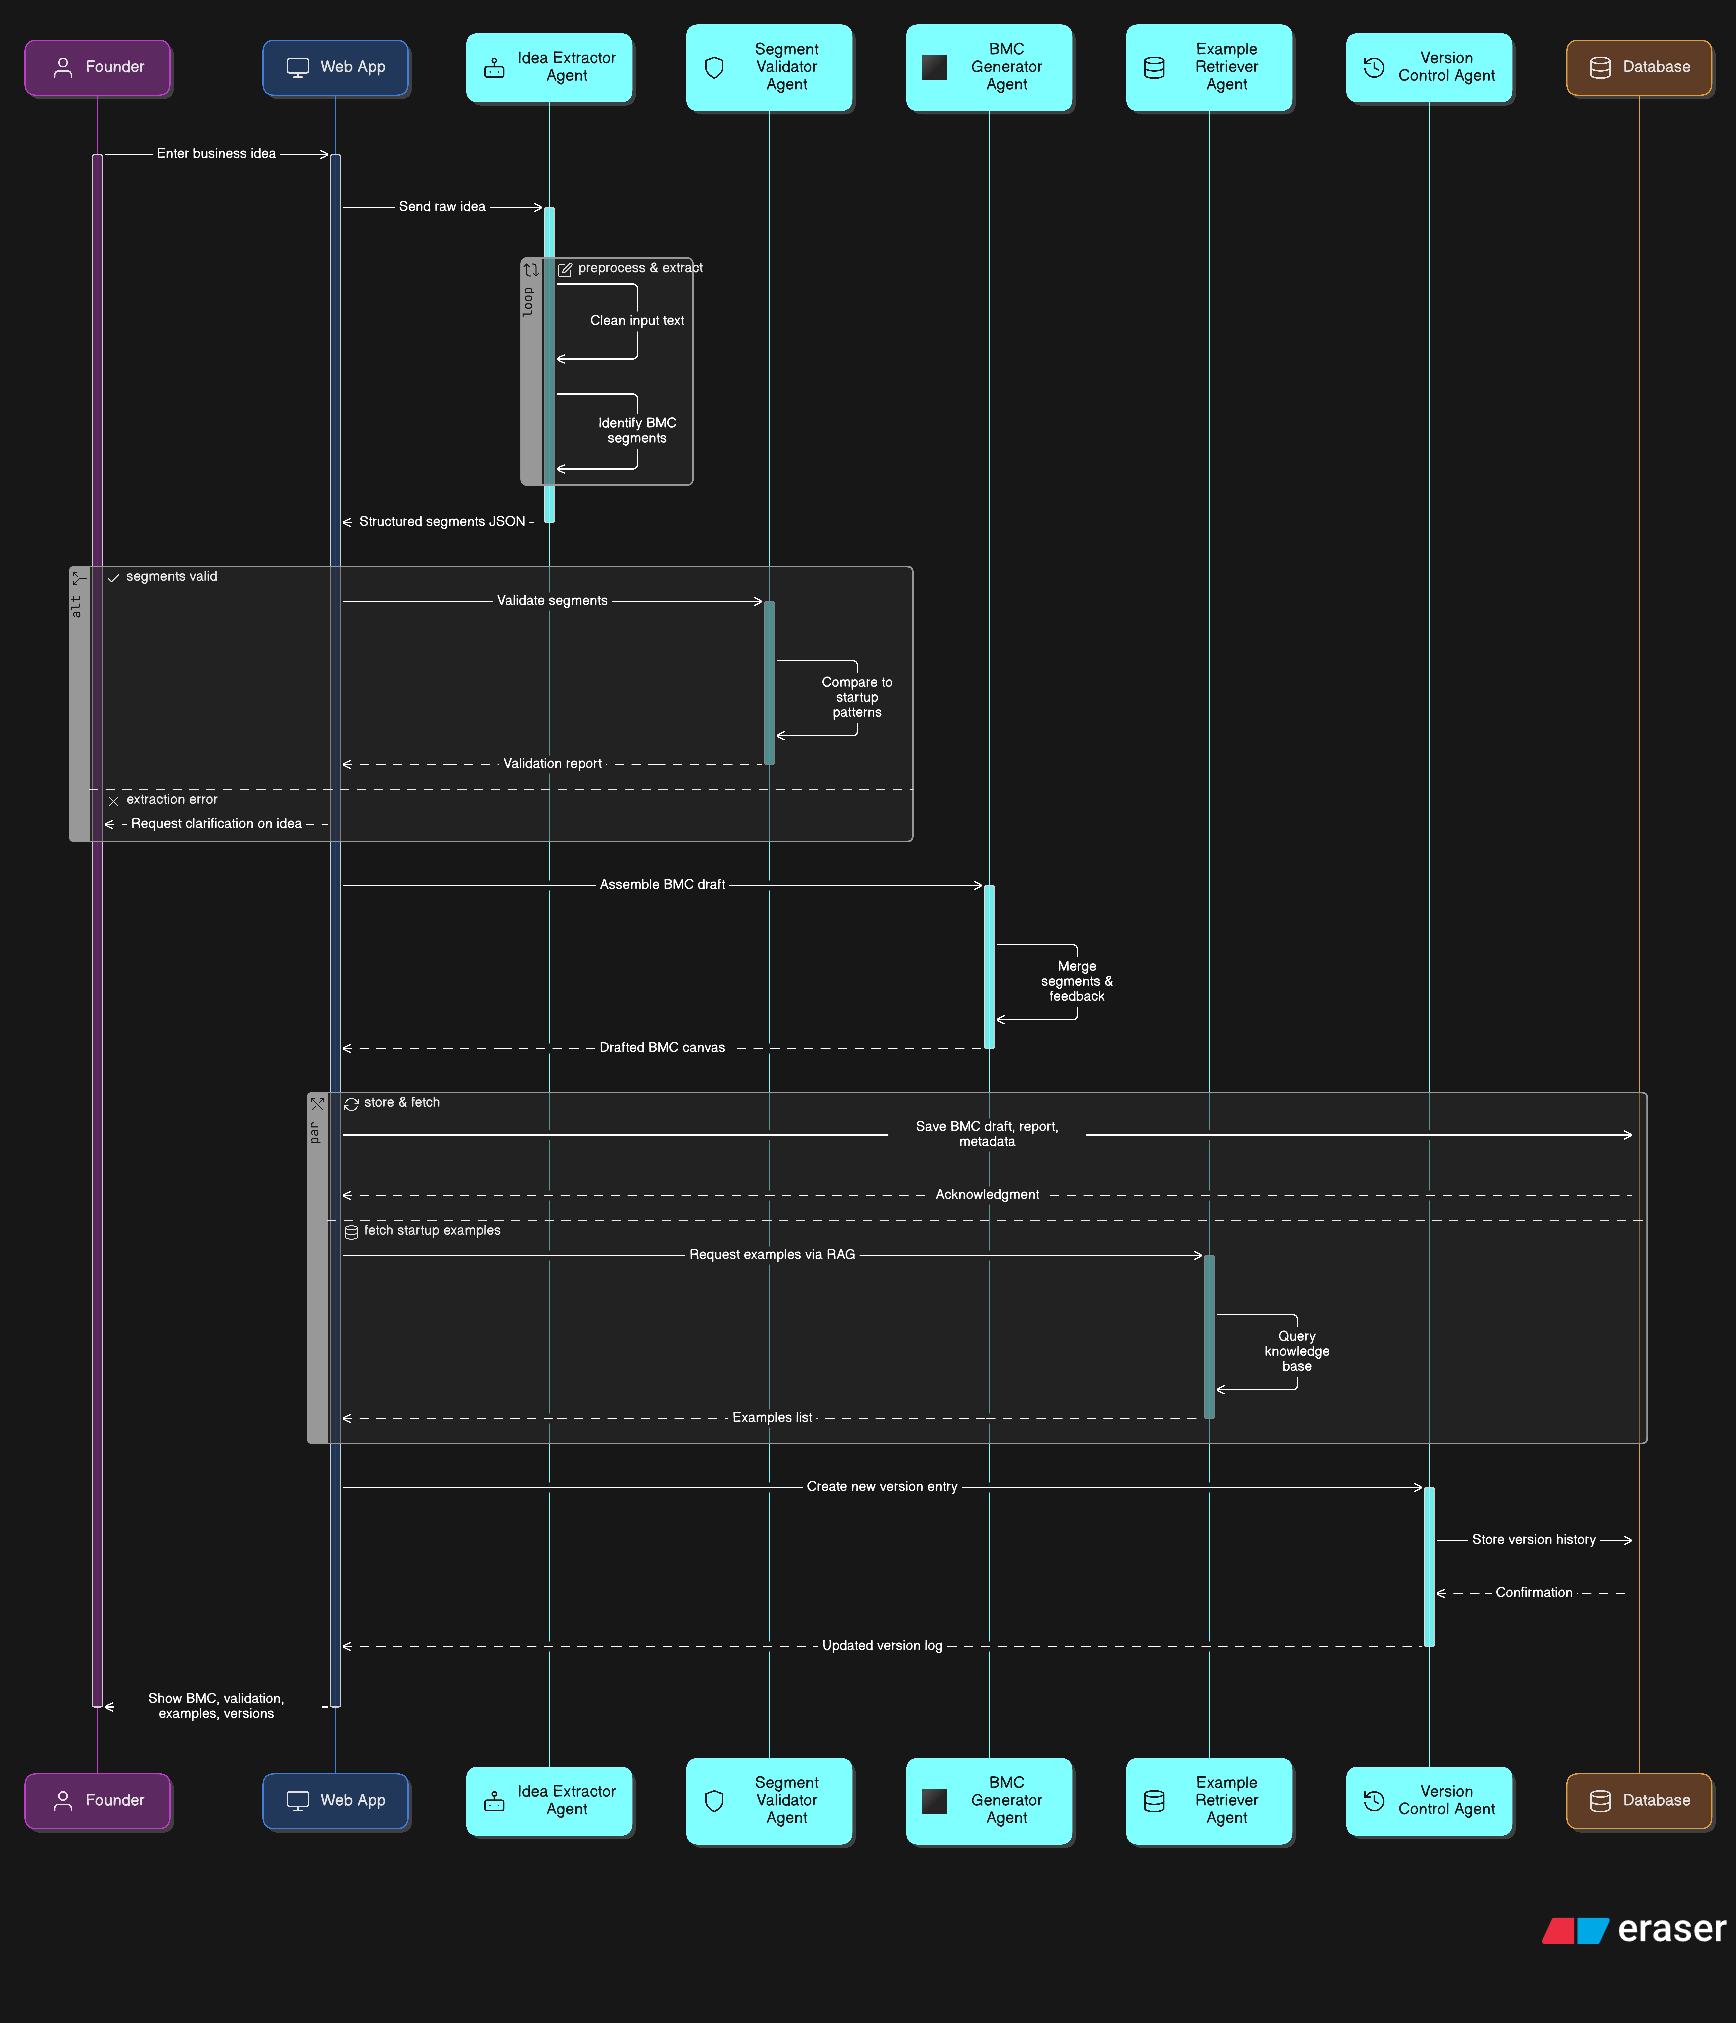 Founder
Web App
Idea Extractor
Agent
Segment
Validator
Agent
BMC
Generator
Agent
Example
Retriever
Agent
Version
Control Agent
Database
Enter business idea
Send raw idea
loop
preprocess & extract
Clean input text
Identify BMC
segments
Structured segments JSON
alt
segments valid
Validate segments
Compare to
startup
patterns
Validation report
extraction error
Request clarification on idea
Assemble BMC draft
Merge
segments &
feedback
Drafted BMC canvas
par
store & fetch
Save BMC draft, report,
metadata
Acknowledgment
fetch startup examples
Request examples via RAG
Query
knowledge
base
Examples list
Create new version entry
Store version history
Confirmation
Updated version log
Show BMC, validation,
examples, versions
Founder
Web App
Idea Extractor
Agent
Segment
Validator
Agent
BMC
Generator
Agent
Example
Retriever
Agent
Version
Control Agent
Database
eraser